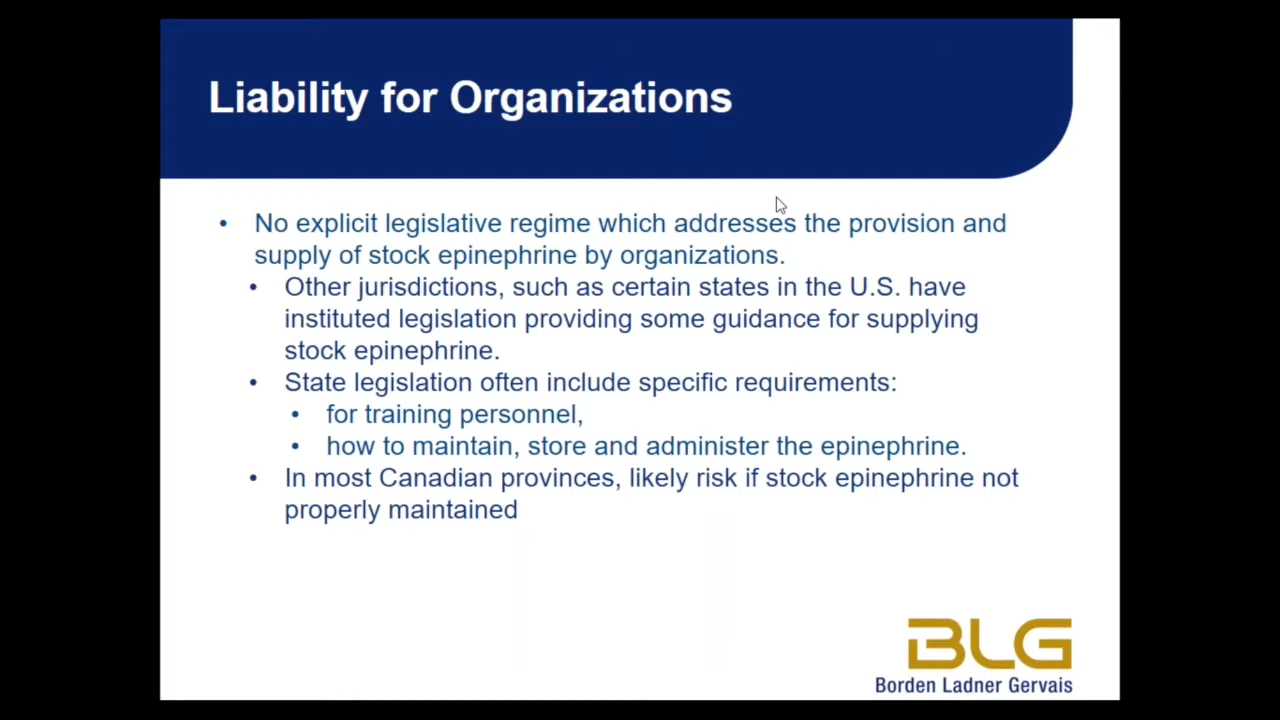 Liability for Organizations
• No explicit legislative regime which addresses the provision and
supply of stock epinephrine by organizations.
• Other jurisdictions, such as certain states in the U.S. have
instituted legislation providing some guidance for supplying
stock epinephrine.
• State legislation often include specific requirements:
• for training personnel,
• how to maintain, store and administer the epinephrine.
• In most Canadian provinces, likely risk if stock epinephrine not
properly maintained
BLG
Borden Ladner Gervais